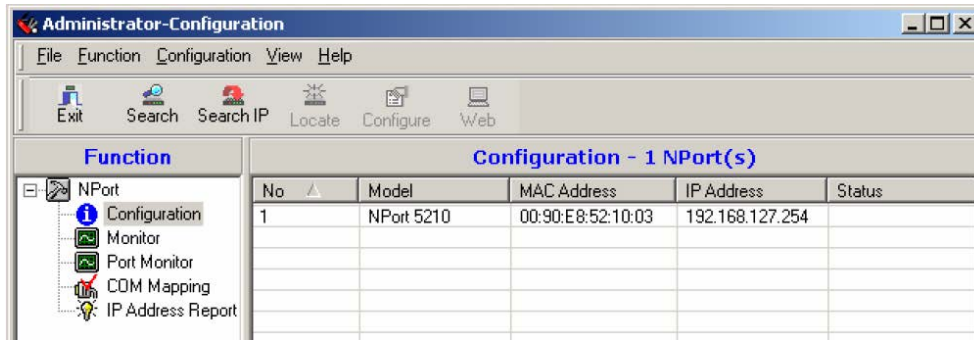 Administrator-Configuration
File Function Configuration View Help
Exit Search Search IP Locate Configure Web
Function
Configuration - 1 NPort(s)
NPort
Configuration
Monitor
Port Monitor
COM Mapping
IP Address Report
No Model MAC Address IP Address Status
1 NPort 5210 00:90:E8:52:10:03 192.168.127.254